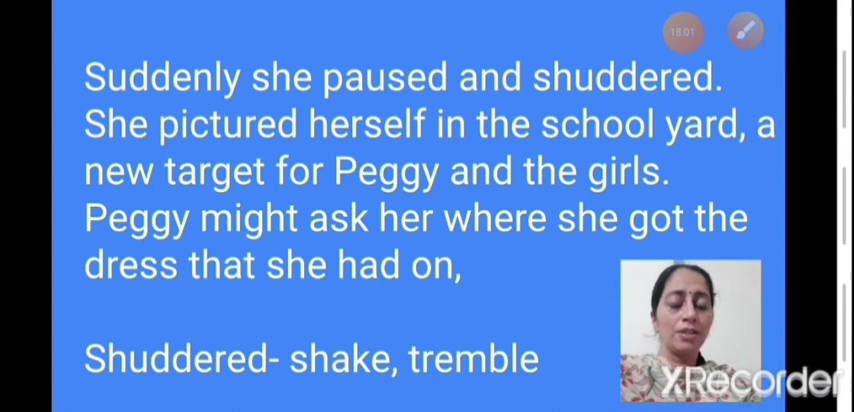 18:01
Suddenly she paused and shuddered.
She pictured herself in the school yard, a
new target for Peggy and the girls.
Peggy might ask her where she got the
dress that she had on,
Shuddered- shake, tremble
XRecorder